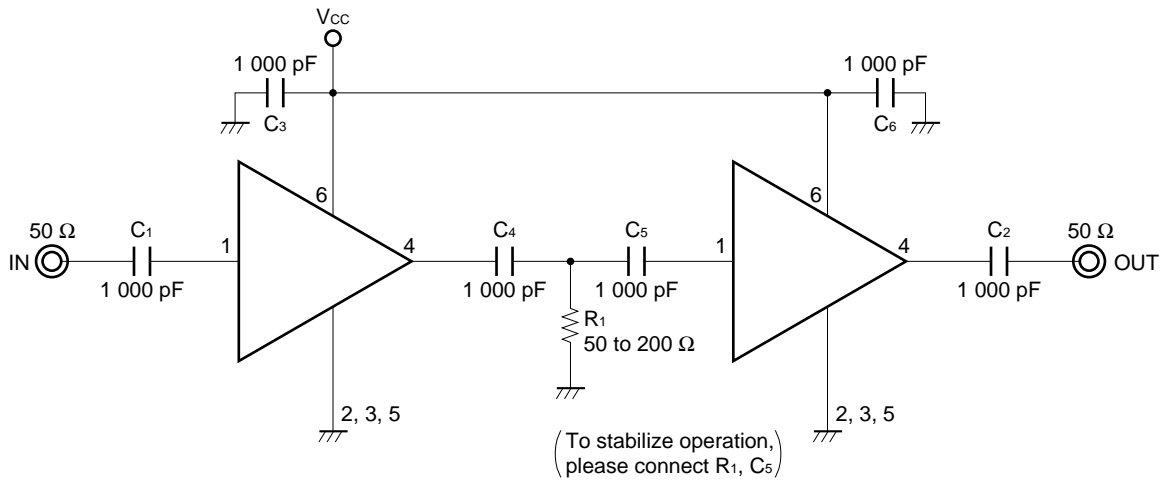 VCC
1 000 pF
C3
1 000 pF
C6
6
6
50 Ω
IN
C1
1 000 pF
1
4
C4
1 000 pF
C5
1 000 pF
1
4
C2
1 000 pF
50 Ω
OUT
R1
50 to 200 Ω
2, 3, 5
2, 3, 5
(To stabilize operation,
please connect R1, C5)